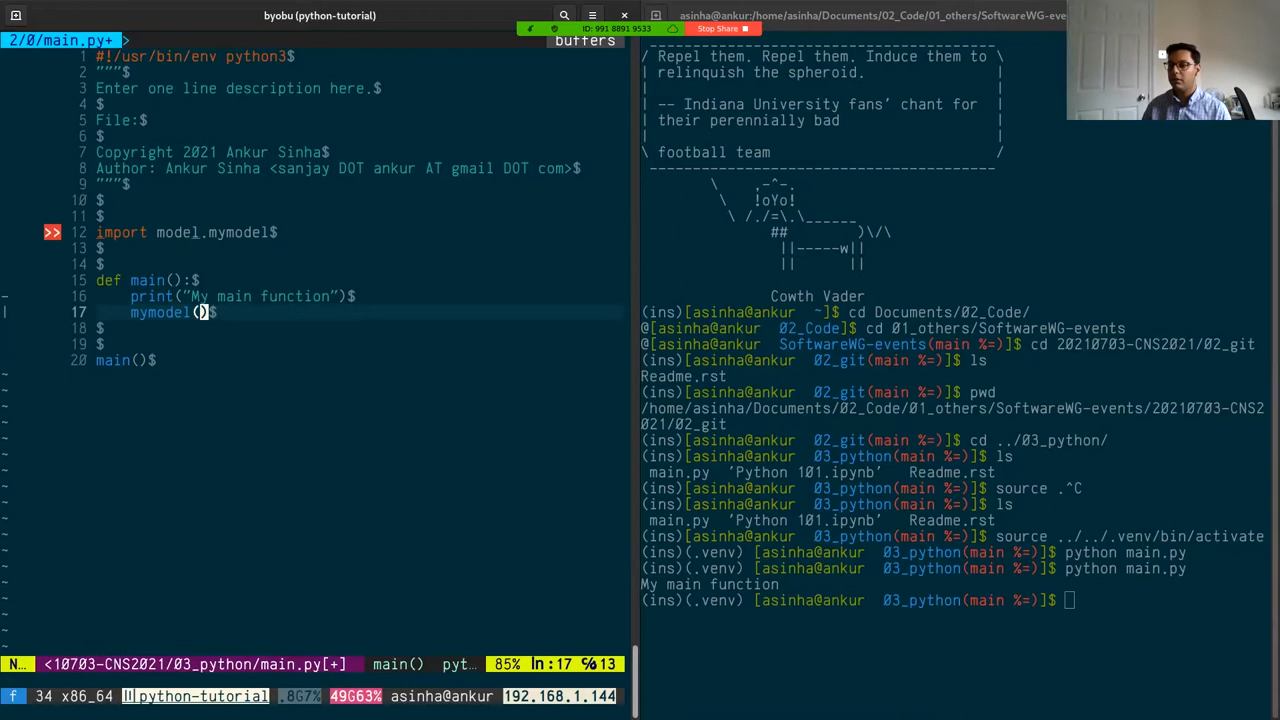 byobu (python-tutorial)
asinha@ankur:/home/asinha/Documents/02_Code/01_others/SoftwareWG-eve
ID: 991 8891 9533
Stop Share
2/0/main.py+
buffers
1 #!/usr/bin/env python3$
2 """$
3 Enter one line description here.$
4 $
5 File:$
6 $
7 Copyright 2021 Ankur Sinha$
8 Author: Ankur Sinha <sanjay DOT ankur AT gmail DOT com>$
9 """$
10 $
11 $
>> 12 import model.mymodel$
13 $
14 $
15 def main():$
16 print("My main function")$
17 mymodel()$
18 $
19 $
20 main()$
N... <10703-CNS2021/03_python/main.py[+] main() pyt… 85% ln:17 ℅13
f 34 x86_64 python-tutorial .8G7% 49G63% asinha@ankur 192.168.1.144
/ Repel them. Repel them. Induce them to \
| relinquish the spheroid. |
| |
| -- Indiana University fans' chant for |
| their perennially bad |
| |
\ football team /
----------------------------------------
\ ,-^-.
\ !oYo!
\ /./=\.\______
## )\/\
||-----w||
|| ||
Cowth Vader
(ins)[asinha@ankur ~]$ cd Documents/02_Code/
@[asinha@ankur 02_Code]$ cd 01_others/SoftwareWG-events
@[asinha@ankur SoftwareWG-events(main %=)]$ cd 20210703-CNS2021/02_git
(ins)[asinha@ankur 02_git(main %=)]$ ls
Readme.rst
(ins)[asinha@ankur 02_git(main %=)]$ pwd
/home/asinha/Documents/02_Code/01_others/SoftwareWG-events/20210703-CNS2
021/02_git
(ins)[asinha@ankur 02_git(main %=)]$ cd ../03_python/
(ins)[asinha@ankur 03_python(main %=)]$ ls
main.py 'Python 101.ipynb' Readme.rst
(ins)[asinha@ankur 03_python(main %=)]$ source .^C
(ins)[asinha@ankur 03_python(main %=)]$ ls
main.py 'Python 101.ipynb' Readme.rst
(ins)[asinha@ankur 03_python(main %=)]$ source ../../.venv/bin/activate
(ins)(.venv) [asinha@ankur 03_python(main %=)]$ python main.py
(ins)(.venv) [asinha@ankur 03_python(main %=)]$ python main.py
My main function
(ins)(.venv) [asinha@ankur 03_python(main %=)]$